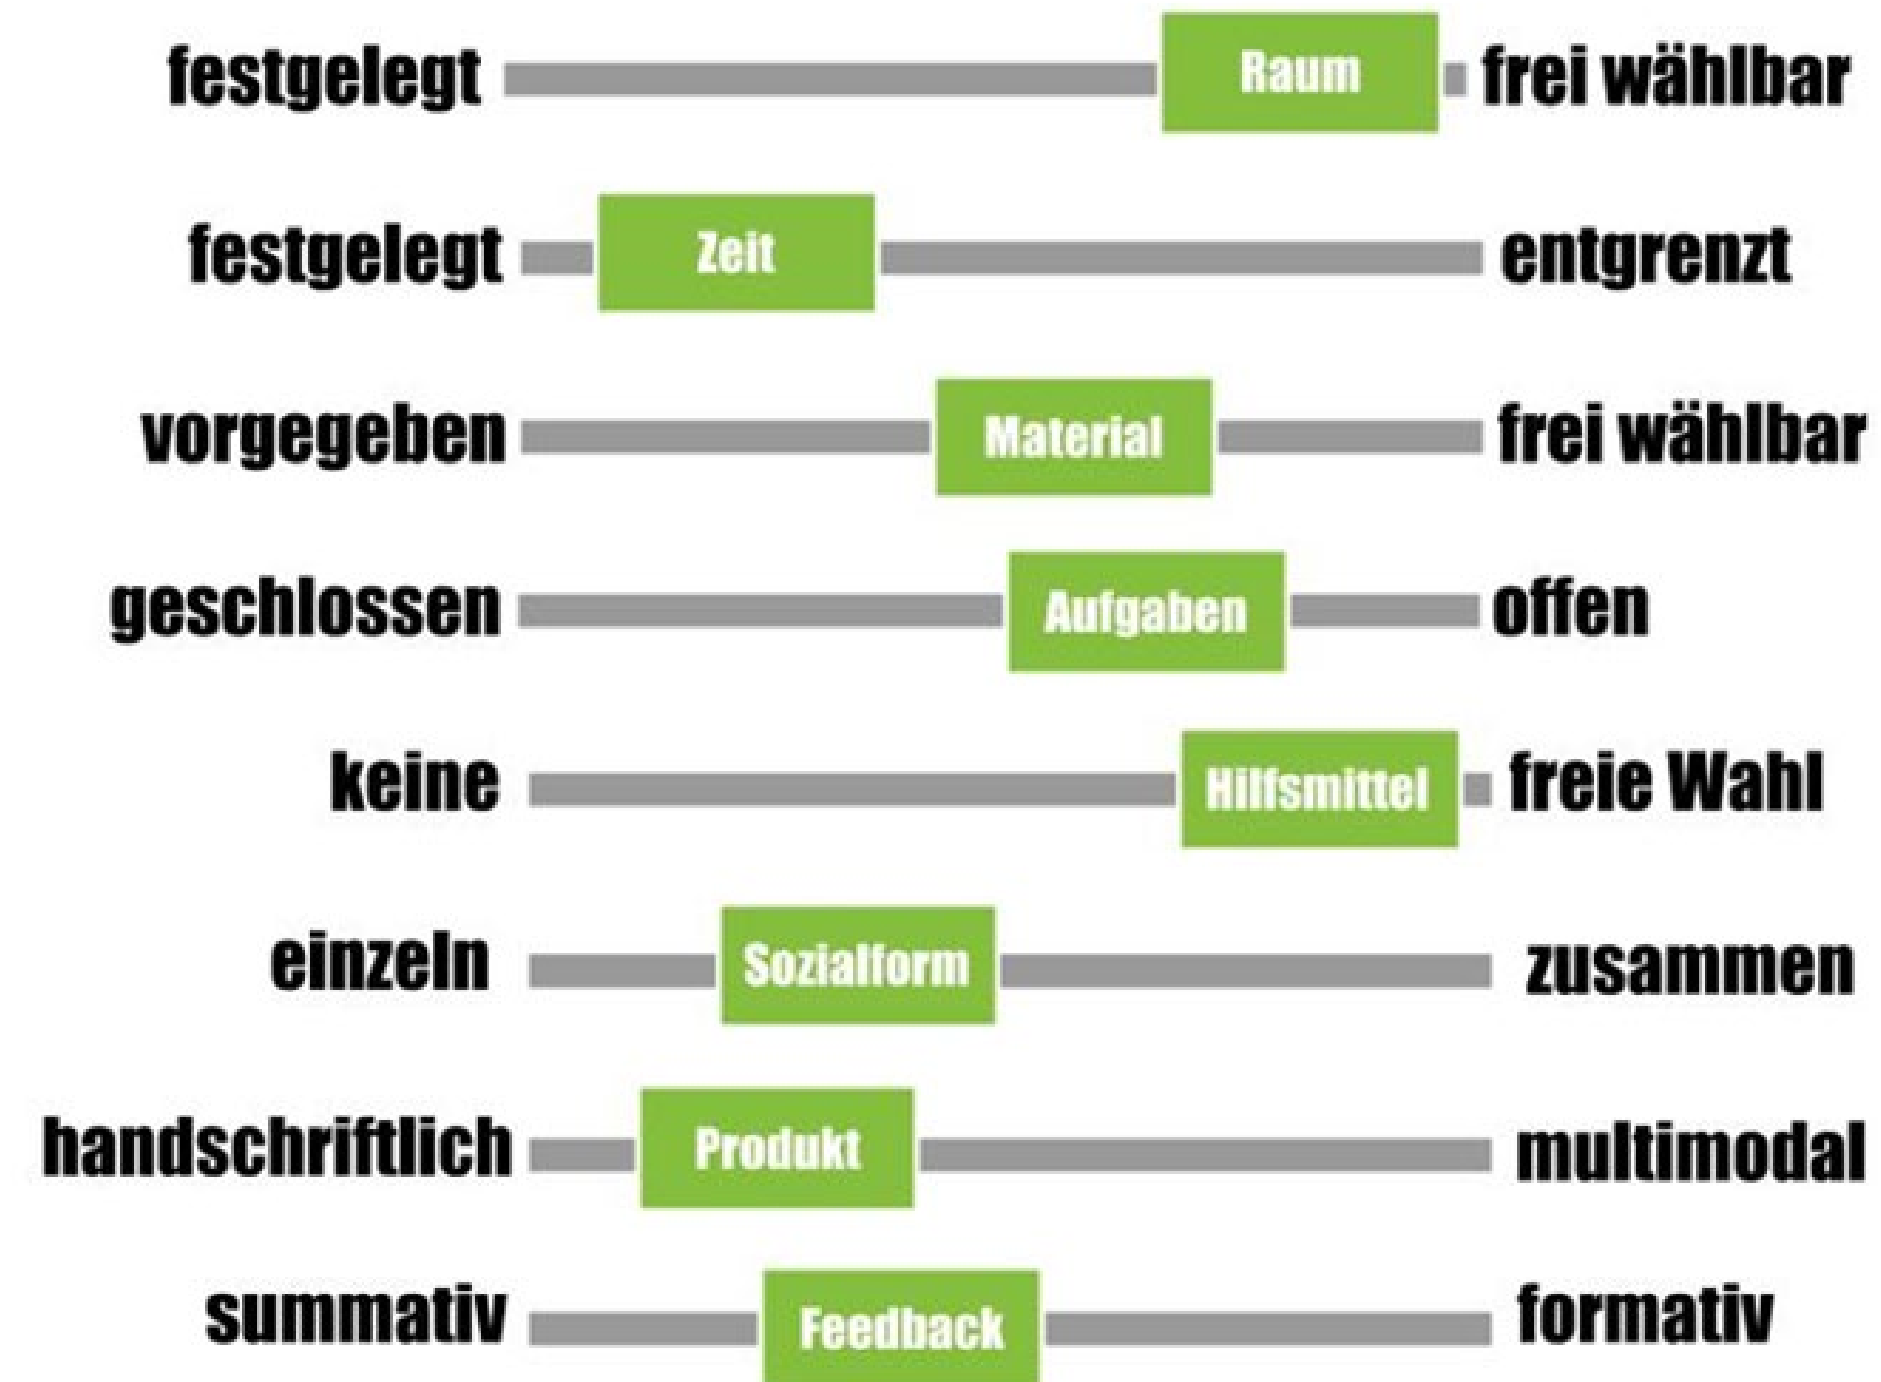 festgelegt Raum frei wählbar
festgelegt Zeit entgrenzt
vorgegeben Material frei wählbar
geschlossen Aufgaben offen
keine Hilfsmittel freie Wahl
einzeln Sozialform zusammen
handschriftlich Produkt multimodal
summativ Feedback formativ